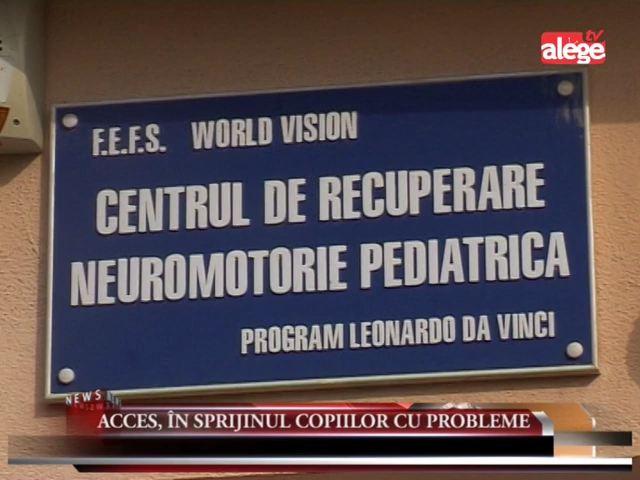 alege tv
F.E.F.S. WORLD VISION
CENTRUL DE RECUPERARE
NEUROMOTORIE PEDIATRICA
PROGRAM LEONARDO DA VINCI
NEWS
ACCES, ÎN SPRIJINUL COPIILOR CU PROBLEME